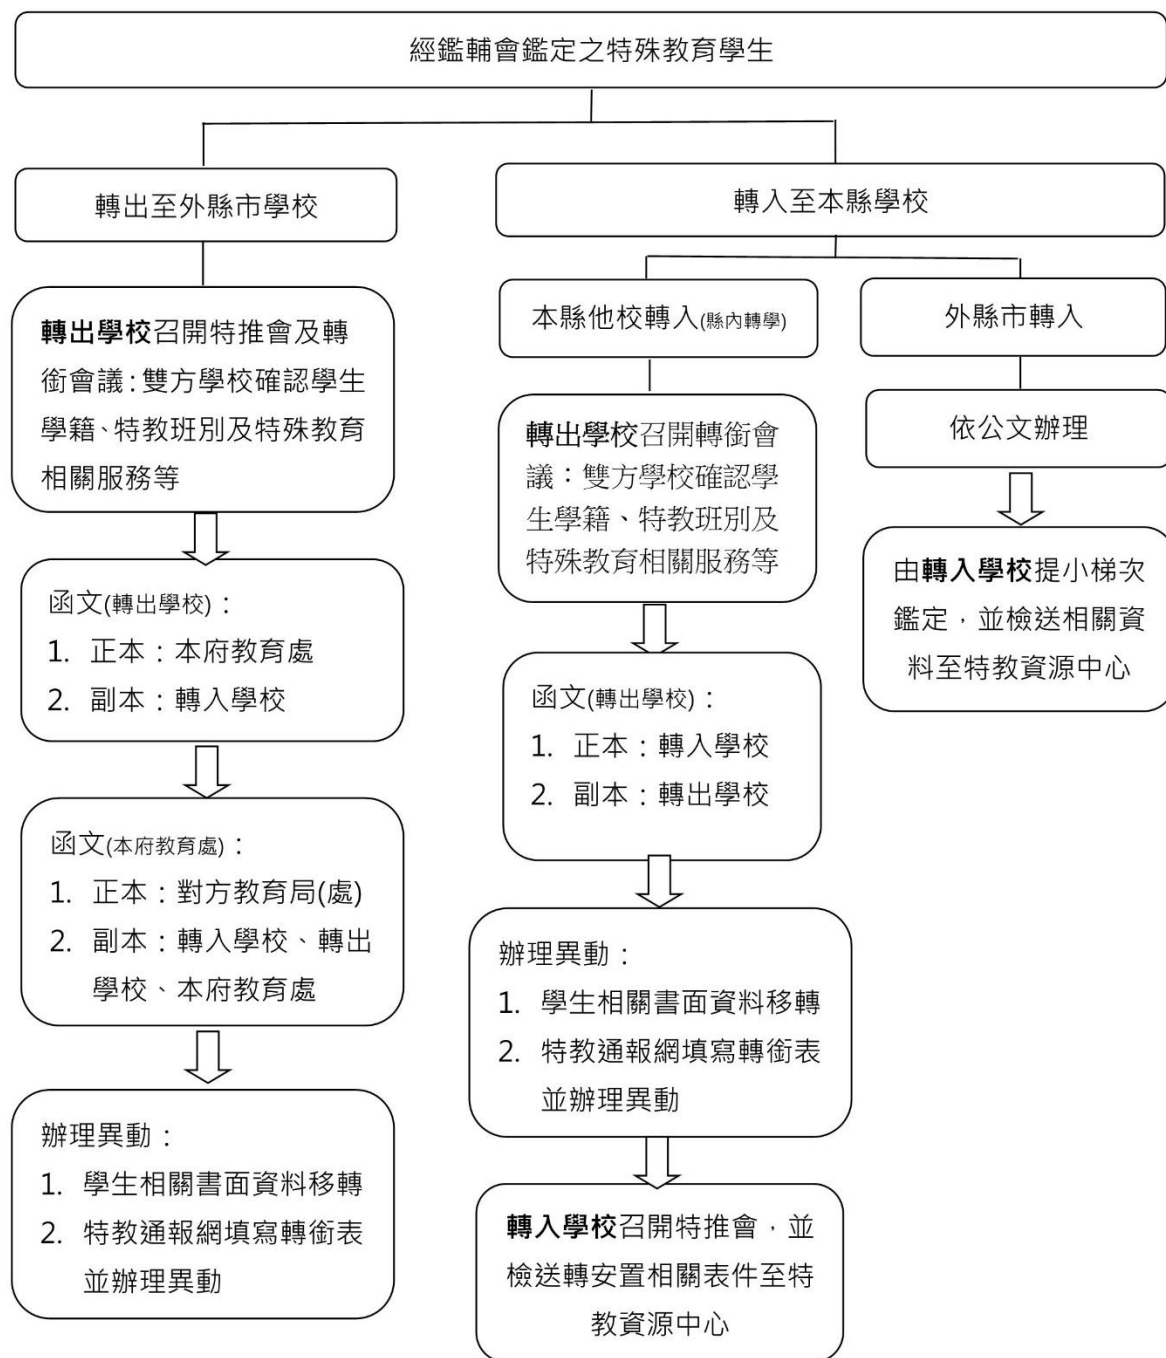 經鑑輔會鑑定之特殊教育學生
轉出至外縣市學校
轉出學校召開特推會及轉
銜會議:雙方學校確認學生
學籍、特教班別及特殊教育
相關服務等
函文(轉出學校)：
1. 正本：本府教育處
2. 副本：轉入學校
函文(本府教育處)：
1. 正本：對方教育局(處)
2. 副本：轉入學校、轉出
學校、本府教育處
辦理異動：
1. 學生相關書面資料移轉
2. 特教通報網填寫轉銜表
並辦理異動
轉入至本縣學校
本縣他校轉入(縣內轉學)
轉出學校召開轉銜會
議：雙方學校確認學
生學籍、特教班別及
特殊教育相關服務等
函文(轉出學校)：
1. 正本：轉入學校
2. 副本：轉出學校
辦理異動：
1. 學生相關書面資料移轉
2. 特教通報網填寫轉銜表
並辦理異動
轉入學校召開特推會，並
檢送轉安置相關表件至特
教資源中心
外縣市轉入
依公文辦理
由轉入學校提小梯次
鑑定，並檢送相關資
料至特教資源中心